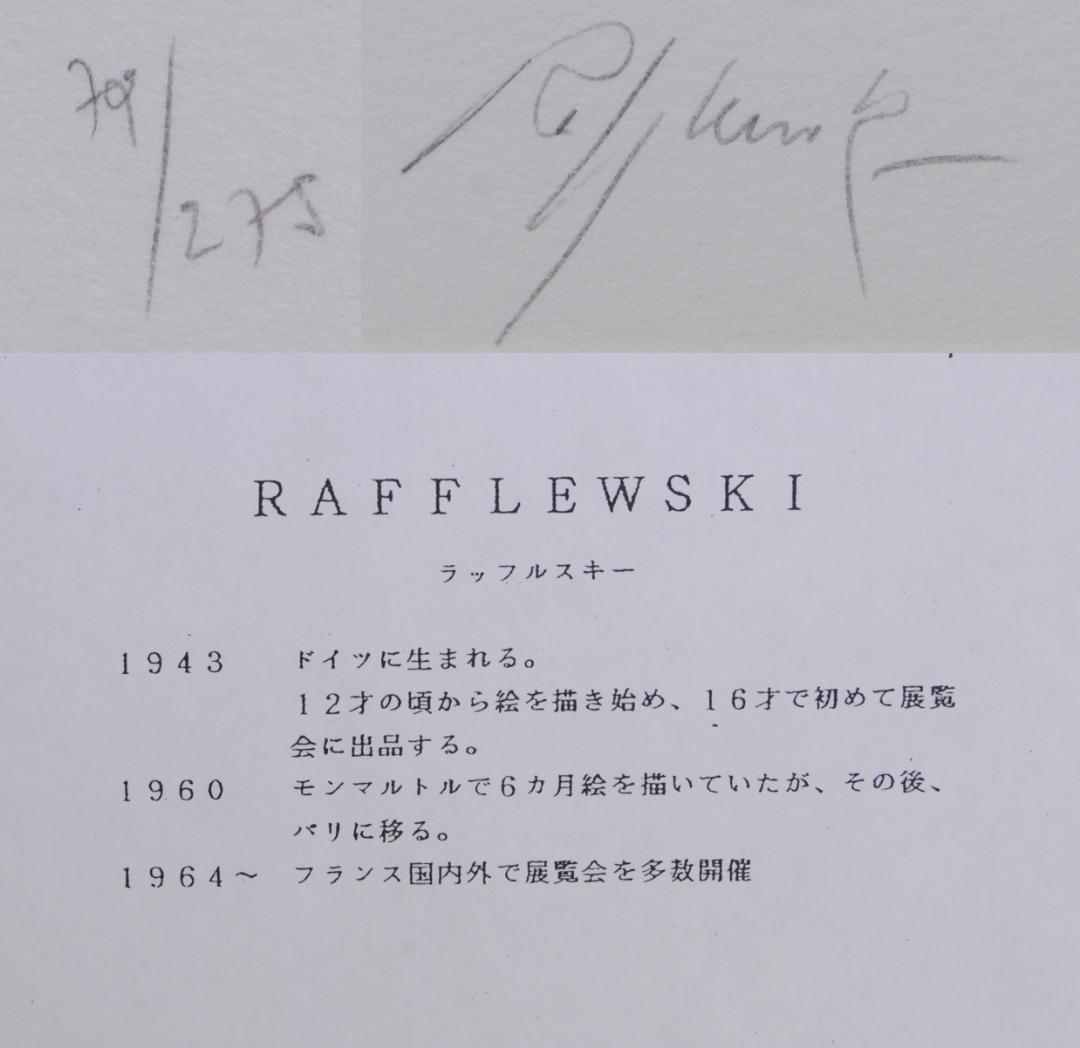 79/275
Rafflewski
RAFFLEWSKI
ラッフルスキー
1943 ドイツに生まれる。
12才の頃から絵を描き始め、16才で初めて展覧
会に出品する。
1960 モンマルトルで6カ月絵を描いていたが、その後、
パリに移る。
1964～ フランス国内外で展覧会を多数開催